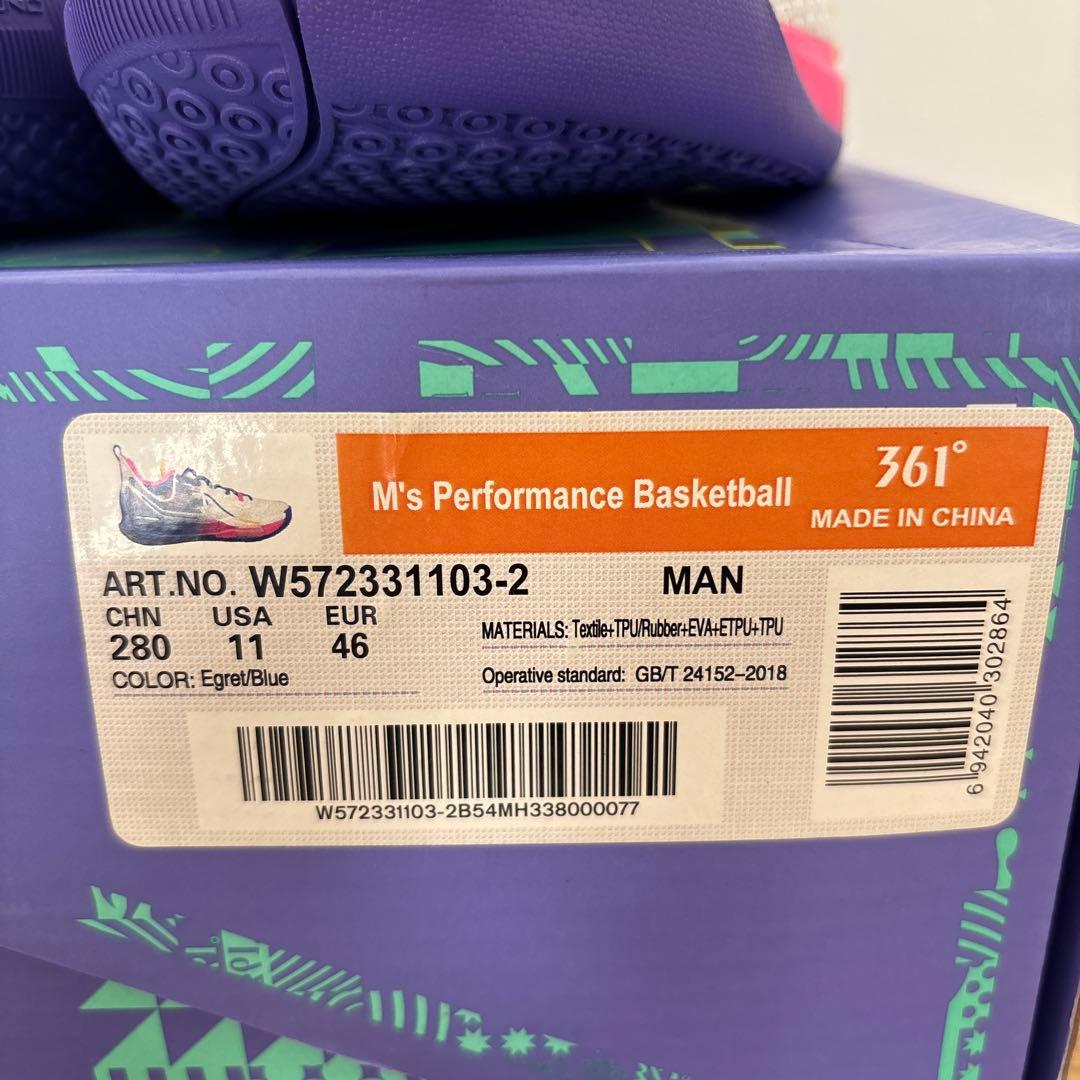 361°
M's Performance Basketball
MADE IN CHINA
ART.NO. W572331103-2 MAN
CHN USA EUR
280 11 46
MATERIALS: Textile+TPU/Rubber+EVA+ETPU+TPU
COLOR: Egret/Blue
Operative standard: GB/T 24152–2018
6 942040 302864
W572331103-2B54MH338000077